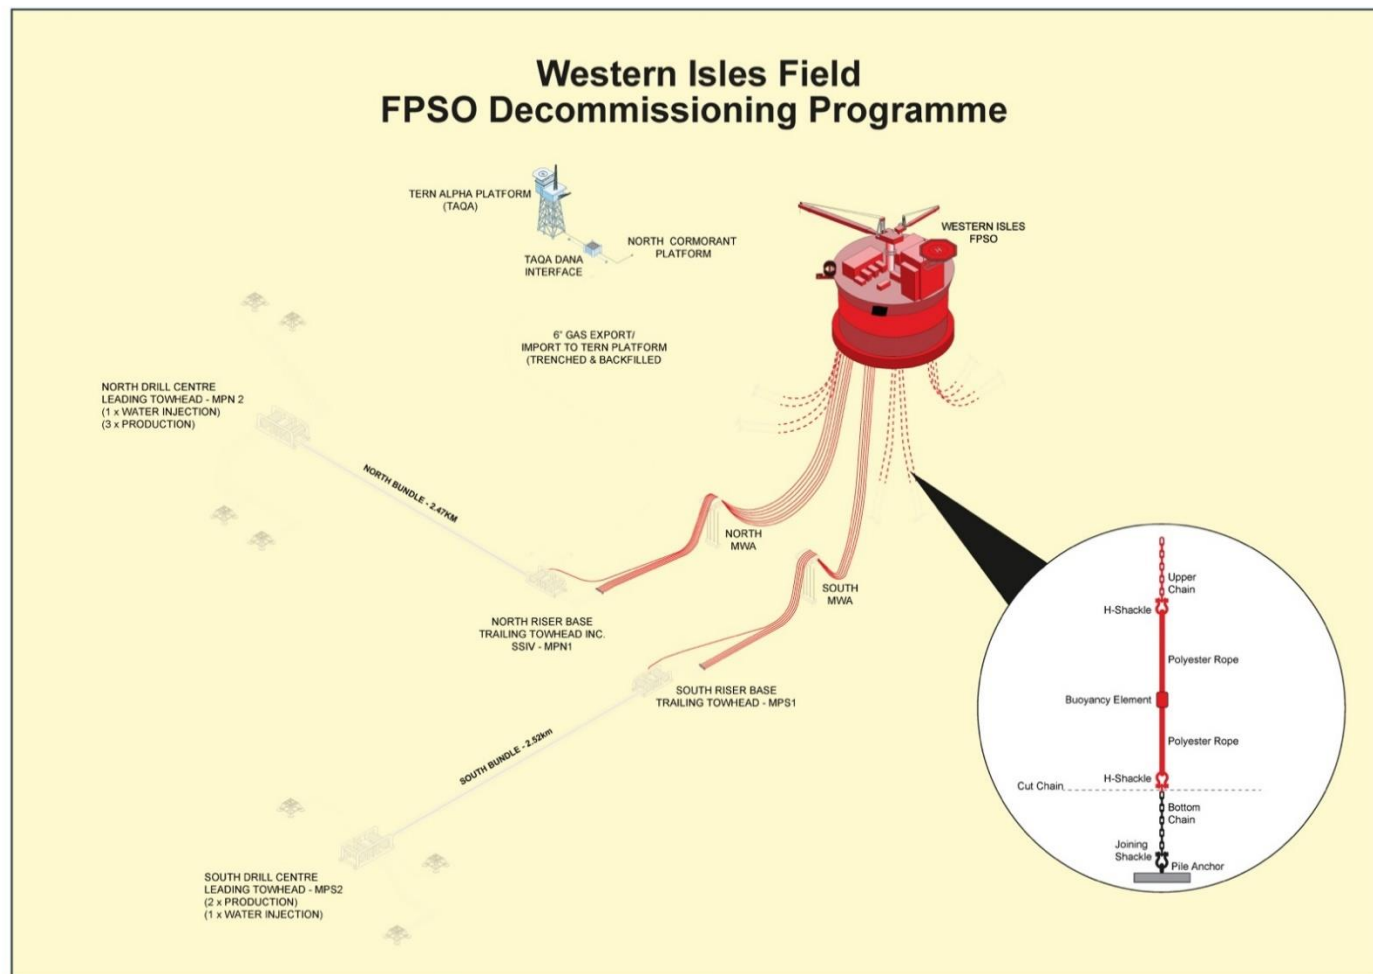 Western Isles Field
FPSO Decommissioning Programme
TERN ALPHA PLATFORM
(TAQA)
NORTH CORMORANT
PLATFORM
TAQA DANA
INTERFACE
WESTERN ISLES
FPSO
6" GAS EXPORT/
IMPORT TO TERN PLATFORM
(TRENCHED & BACKFILLED
NORTH DRILL CENTRE
LEADING TOWHEAD - MPN 2
(1 x WATER INJECTION)
(3 x PRODUCTION)
NORTH BUNDLE - 2.47KM
NORTH
MWA
SOUTH
MWA
NORTH RISER BASE
TRAILING TOWHEAD INC.
SSIV - MPN1
SOUTH RISER BASE
TRAILING TOWHEAD - MPS1
SOUTH BUNDLE - 2.52km
SOUTH DRILL CENTRE
LEADING TOWHEAD - MPS2
(2 x PRODUCTION)
(1 x WATER INJECTION)
Upper
Chain
H-Shackle
Polyester Rope
Buoyancy Element
Polyester Rope
H-Shackle
Cut Chain
Bottom
Chain
Joining
Shackle
Pile Anchor